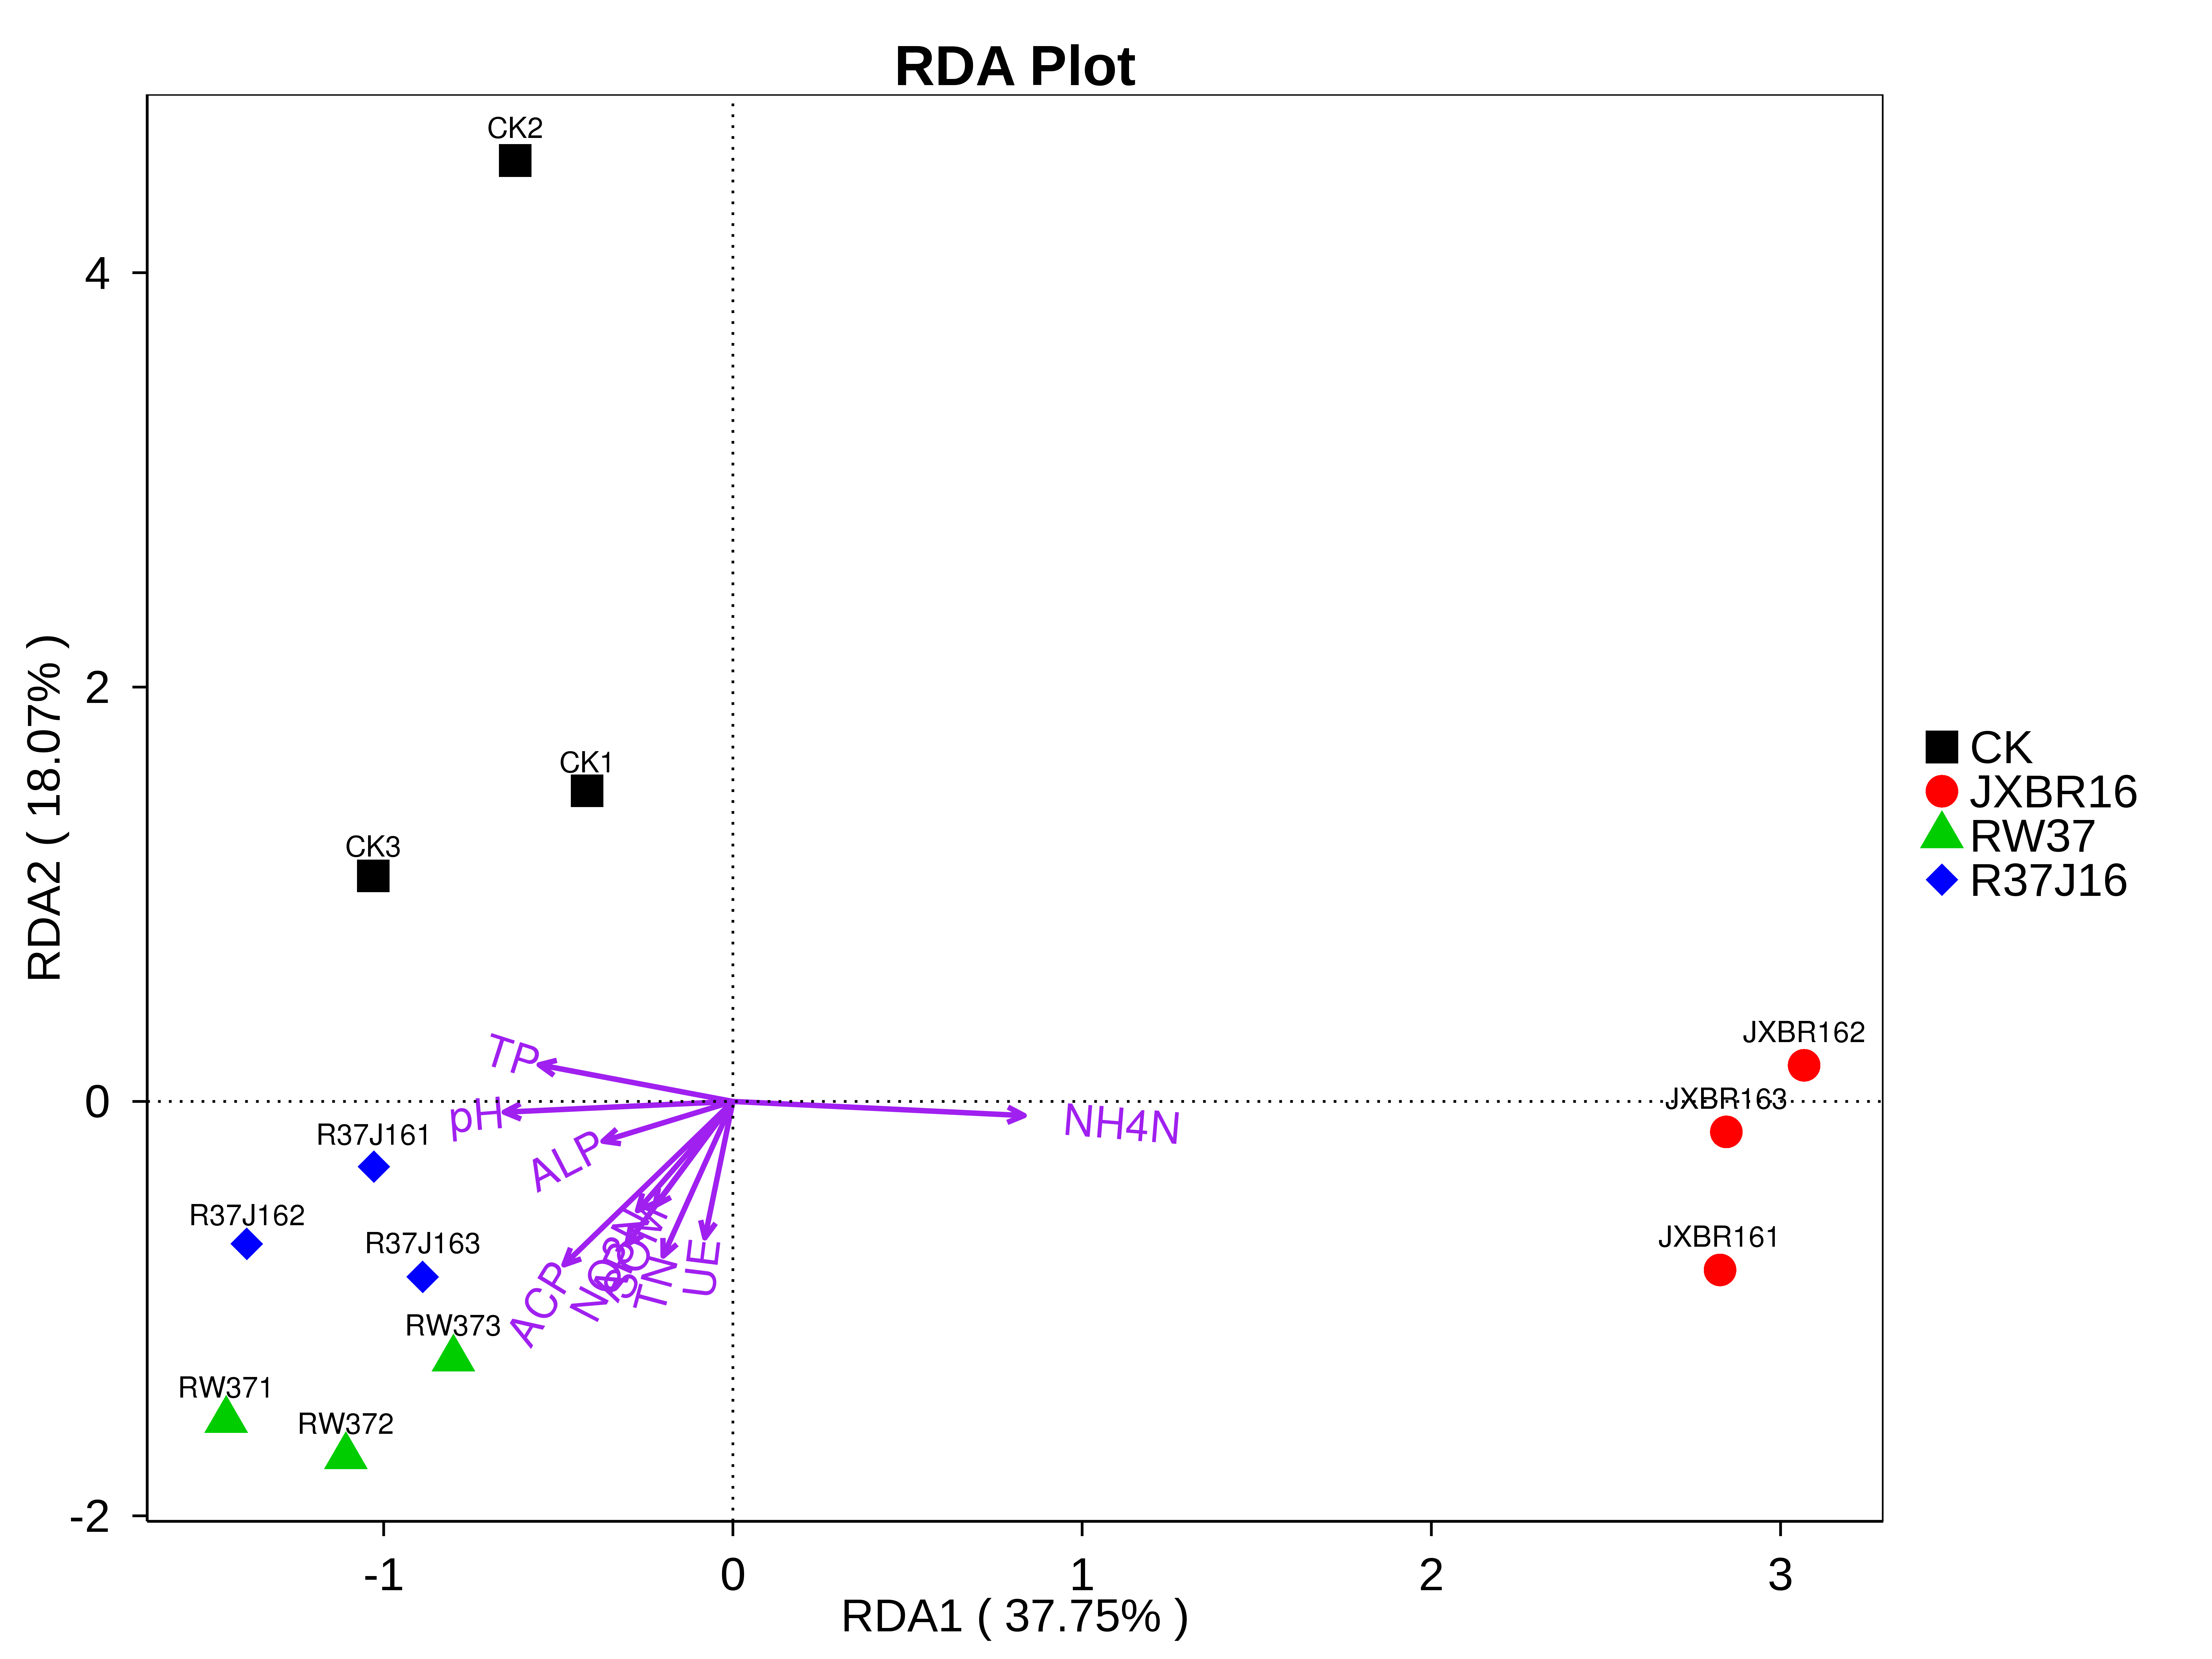 RDA Plot
CK2
4
CK1
2
CK3
CK
JXBR16
RW37
R37J16
RDA2 ( 18.07% )
JXBR162
TP
0
JXBR163
pH
NH4N
R37J161
ALP
R37J162
R37J163
JXBR161
UE
TN
ACP
RW373
RW371
RW372
-2
-1
0
1
2
3
RDA1 ( 37.75% )